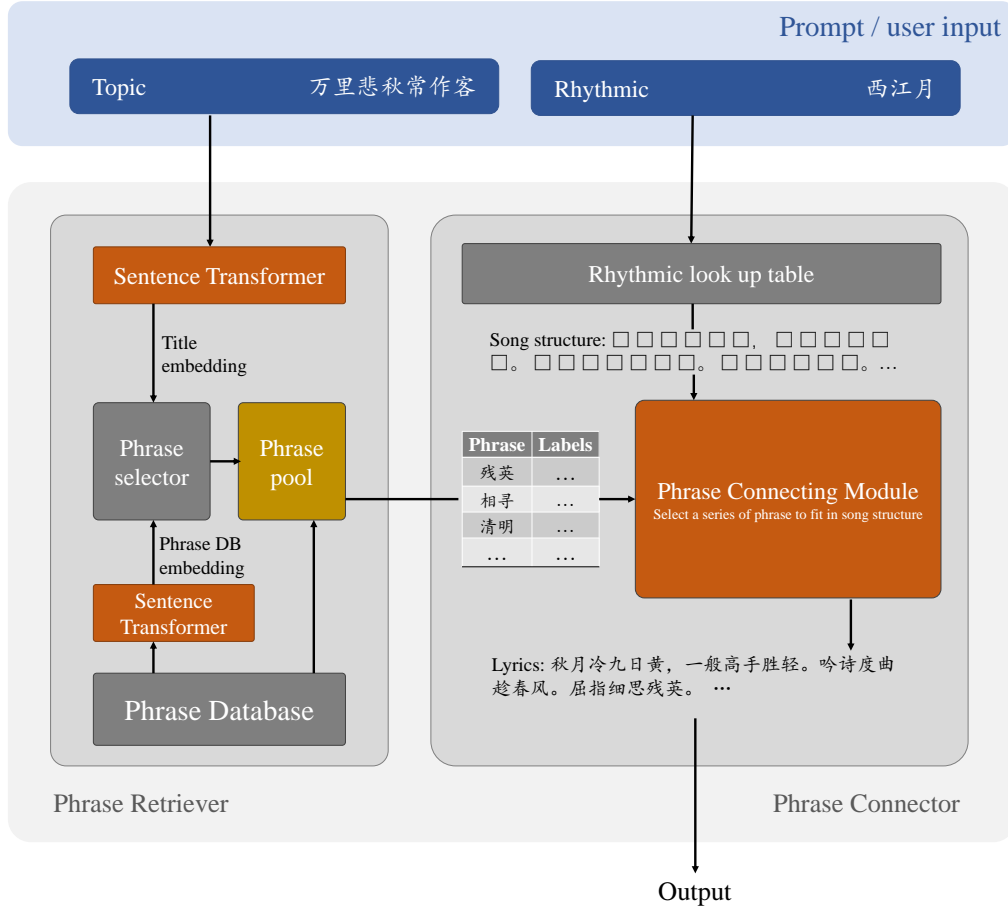 Prompt / user input
Topic 万里悲秋常作客
Rhythmic 西江月
Sentence Transformer
Title
embedding
Phrase
selector
Phrase
pool
Phrase DB
embedding
Sentence
Transformer
Phrase Database
Phrase Retriever
Rhythmic look up table
Song structure: □□□□□□，□□□□□
□。□□□□□□□。□□□□□□。…
Phrase Labels
残英 …
相寻 …
清明 …
… …
Phrase Connecting Module
Select a series of phrase to fit in song structure
Lyrics: 秋月冷九日黄，一般高手胜轻。吟诗度曲
趁春风。屈指细思残英。 …
Phrase Connector
Output